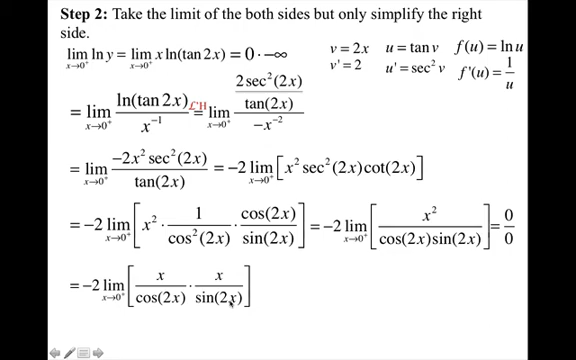 Step 2: Take the limit of the both sides but only simplify the right side.
lim_{x→0⁺} ln y = lim_{x→0⁺} x ln(tan 2x) = 0 · −∞
v = 2x   u = tan v   f(u) = ln u
v' = 2   u' = sec² v   f'(u) = 1/u
= lim_{x→0⁺} ln(tan 2x) / x⁻¹ =^{L'H} lim_{x→0⁺} (2 sec²(2x) / tan(2x)) / −x⁻²
= lim_{x→0⁺} −2x² sec²(2x) / tan(2x) = −2 lim_{x→0⁺} [x² sec²(2x) cot(2x)]
= −2 lim_{x→0⁺} [x² · 1/cos²(2x) · cos(2x)/sin(2x)] = −2 lim_{x→0⁺} [x² / cos(2x)sin(2x)] = 0/0
= −2 lim_{x→0⁺} [x/cos(2x) · x/sin(2x)]